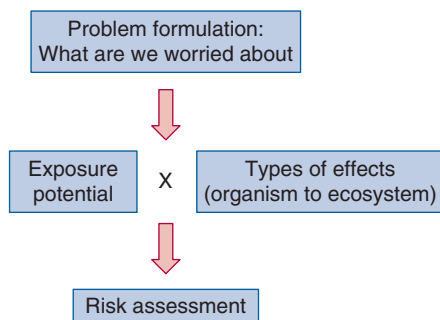 Problem formulation:
What are we worried about
Exposure
potential
X
Types of effects
(organism to ecosystem)
Risk assessment